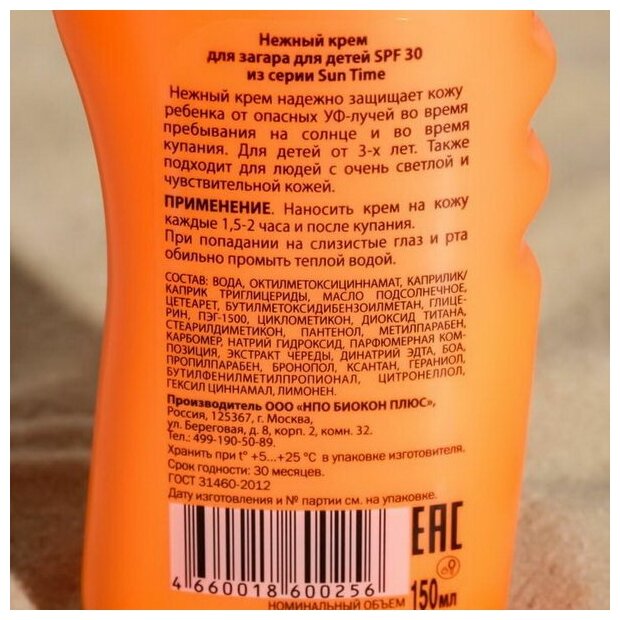 Нежный крем
для загара для детей SPF 30
из серии Sun Time
Нежный крем надежно защищает кожу
ребенка от опасных УФ-лучей во время
пребывания на солнце и во время
купания. Для детей от 3-х лет. Также
подходит для людей с очень светлой и
чувствительной кожей.
ПРИМЕНЕНИЕ. Наносить крем на кожу
каждые 1,5-2 часа и после купания.
При попадании на слизистые глаз и рта
обильно промыть теплой водой.
СОСТАВ: ВОДА, ОКТИЛМЕТОКСИЦИННАМАТ, КАПРИЛИК/
КАПРИК ТРИГЛИЦЕРИДЫ, МАСЛО ПОДСОЛНЕЧНОЕ,
ЦЕТЕАРЕТ, БУТИЛМЕТОКСИДИБЕНЗОИЛМЕТАН, ГЛИЦЕ-
РИН, ПЭГ-1500, ЦИКЛОМЕТИКОН, ДИОКСИД ТИТАНА,
СТЕАРИЛДИМЕТИКОН, ПАНТЕНОЛ, МЕТИЛПАРАБЕН,
КАРБОМЕР, НАТРИЙ ГИДРОКСИД, ПАРФЮМЕРНАЯ КОМ-
ПОЗИЦИЯ, ЭКСТРАКТ ЧЕРЕДЫ, ДИНАТРИЙ ЭДТА, БОА,
ПРОПИЛПАРАБЕН, БРОНОПОЛ, КСАНТАН, ГЕРАНИОЛ,
БУТИЛФЕНИЛМЕТИЛПРОПИОНАЛ, ЦИТРОНЕЛЛОЛ,
ГЕКСИЛ ЦИННАМАЛ, ЛИМОНЕН.
Производитель ООО «НПО БИОКОН ПЛЮС»,
Россия, 125367, г. Москва,
ул. Береговая, д. 8, корп. 2, комн. 32.
Тел.: 499-190-50-89.
Хранить при t° +5...+25 °C в упаковке изготовителя.
Срок годности: 30 месяцев.
ГОСТ 31460-2012
Дату изготовления и № партии см. на упаковке.
EAC
4 660018 600256
НОМИНАЛЬНЫЙ ОБЪЕМ 150мл